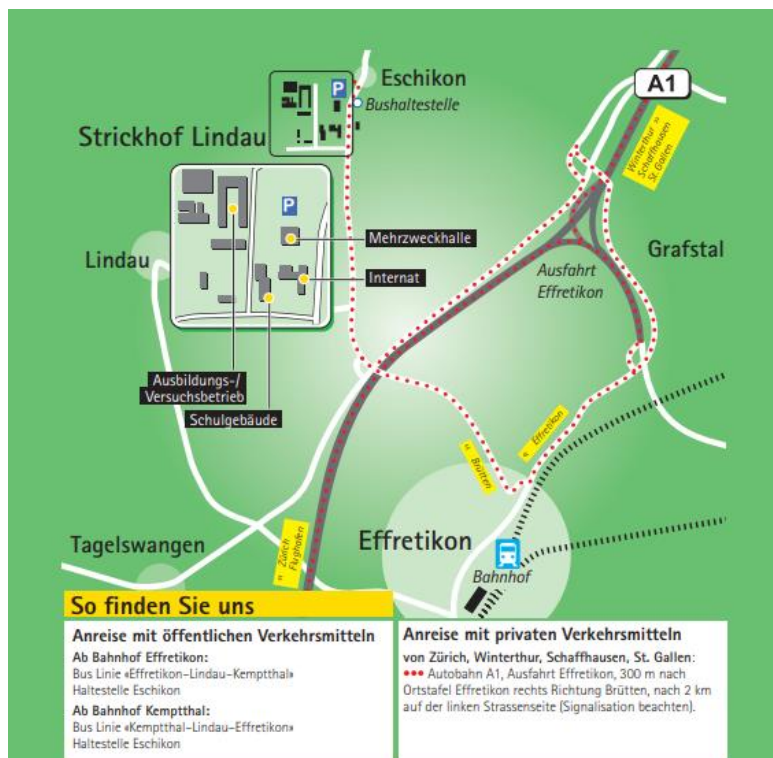 Eschikon
Bushaltestelle
A1
P
Strickhof Lindau
Winterthur »
Schaffhausen
St. Gallen
P
Lindau
Mehrzweckhalle
Grafstal
Internat
Ausfahrt
Effretikon
Ausbildungs-/
Versuchsbetrieb
Schulgebäude
« Effretikon
« Brütten
Effretikon
Tagelswangen
« Zürich
Flughafen
Bahnhof
So finden Sie uns
Anreise mit öffentlichen Verkehrsmitteln
Ab Bahnhof Effretikon:
Bus Linie «Effretikon–Lindau–Kemptthal»
Haltestelle Eschikon
Ab Bahnhof Kemptthal:
Bus Linie «Kemptthal–Lindau–Effretikon»
Haltestelle Eschikon
Anreise mit privaten Verkehrsmitteln
von Zürich, Winterthur, Schaffhausen, St. Gallen:
••• Autobahn A1, Ausfahrt Effretikon, 300 m nach
Ortstafel Effretikon rechts Richtung Brütten, nach 2 km
auf der linken Strassenseite (Signalisation beachten).